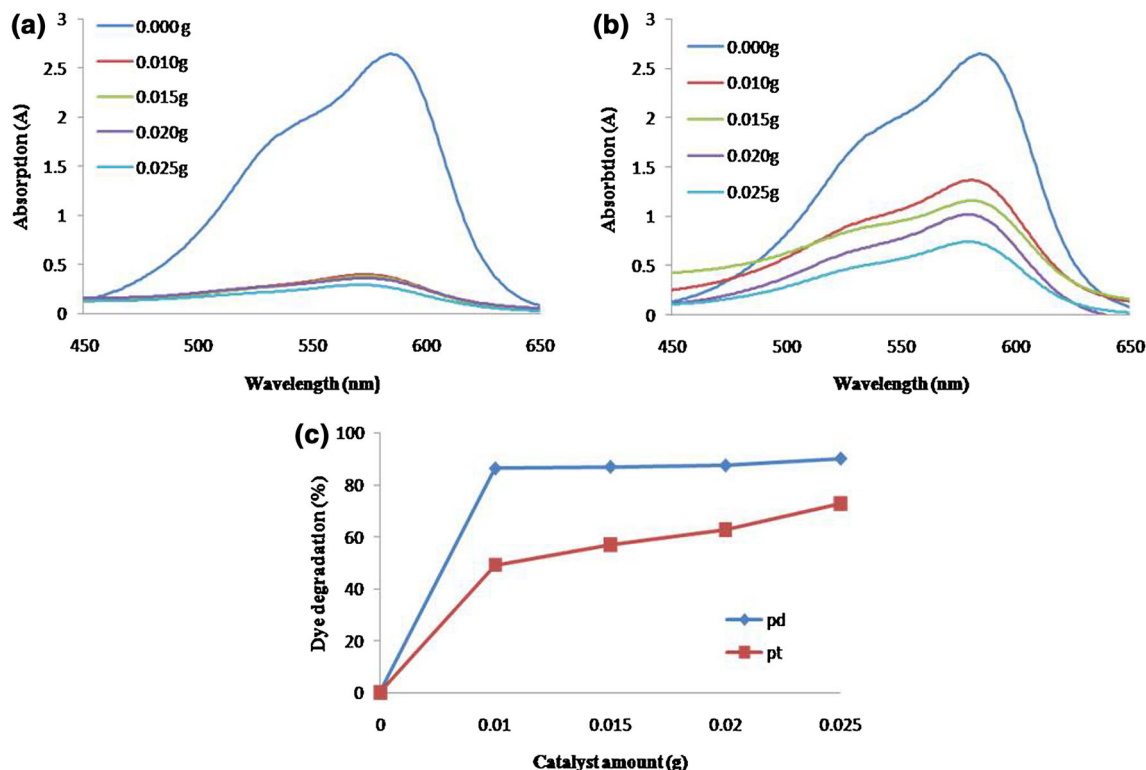 (a)
3
2.5
2
1.5
1
0.5
0
Absorption (A)
0.000g
0.010g
0.015g
0.020g
0.025g
450 500 550 600 650
Wavelength (nm)
(b)
3
2.5
2
1.5
1
0.5
0
Absorbtion (A)
0.000g
0.010g
0.015g
0.020g
0.025g
450 500 550 600 650
Wavelength (nm)
(c)
100
80
60
40
20
0
Dye degradation (%)
pd
pt
0 0.01 0.015 0.02 0.025
Catalyst amount (g)